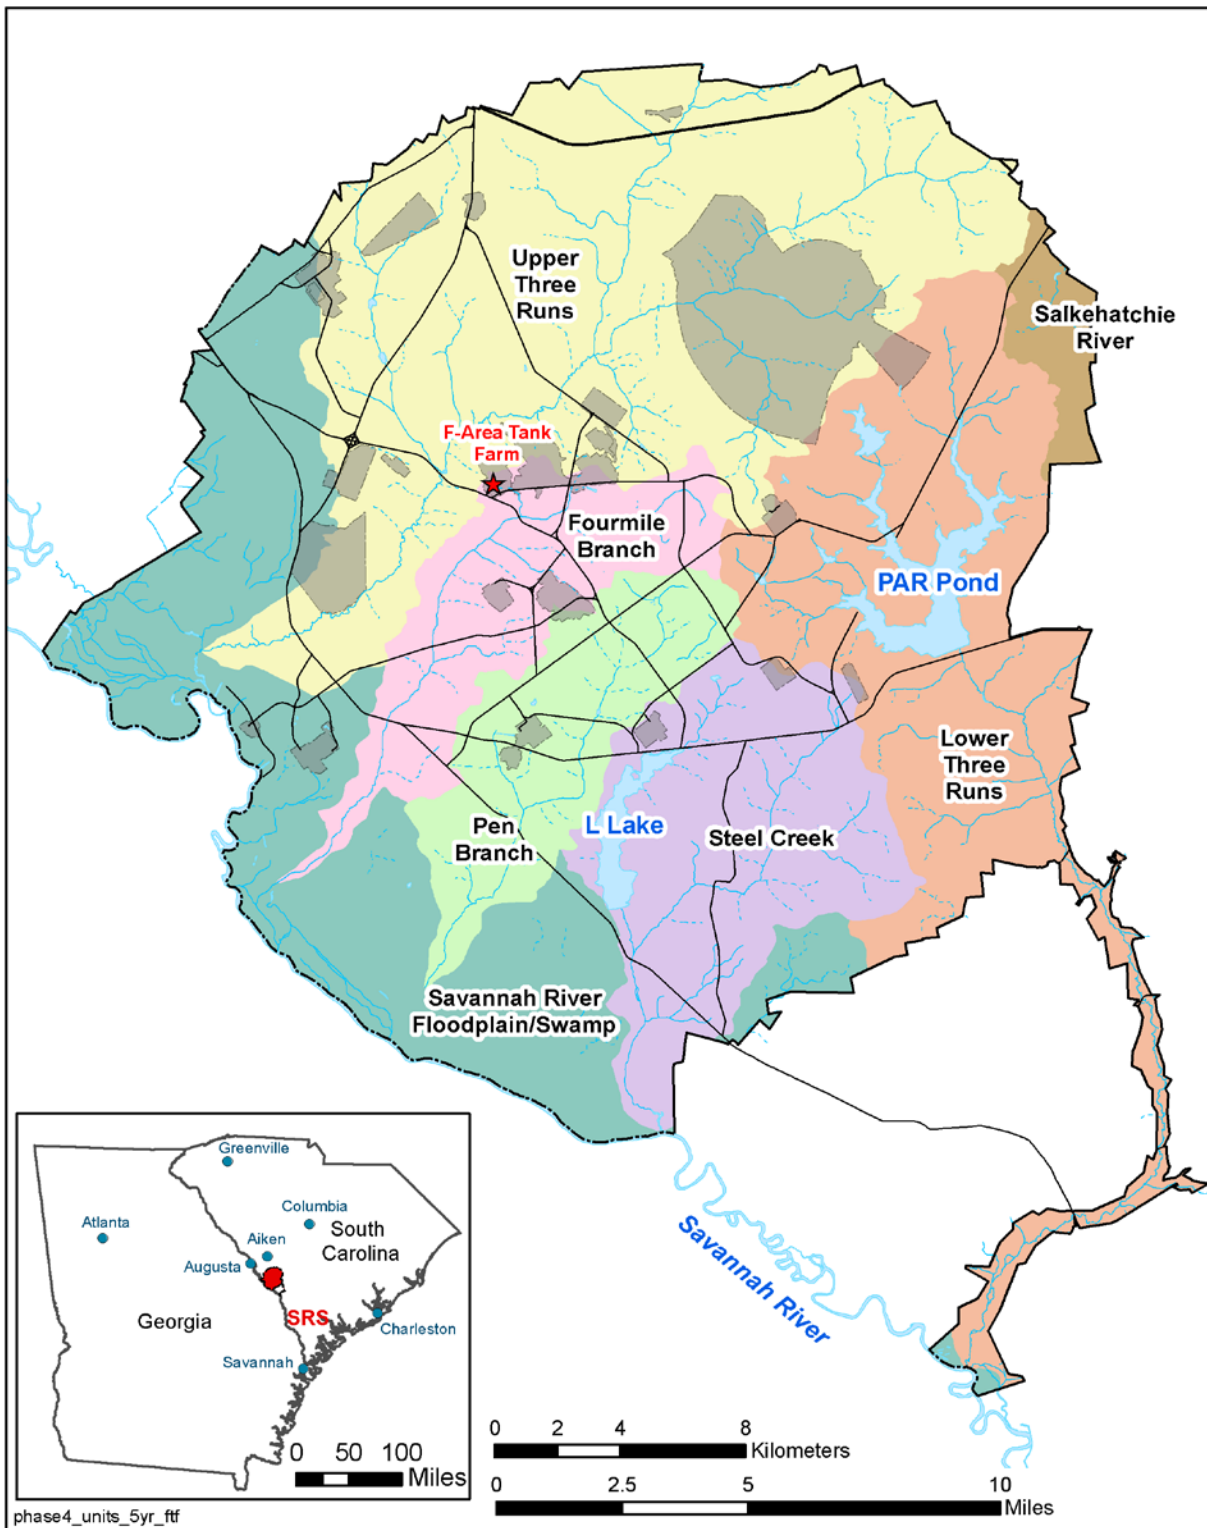 Upper
Three
Runs
Salkehatchie
River
F-Area Tank
Farm
Fourmile
Branch
PAR Pond
Lower
Three
Runs
Pen
Branch
L Lake
Steel Creek
Savannah River
Floodplain/Swamp
Savannah River
Greenville
Columbia
Atlanta
South
Carolina
Aiken
Augusta
Georgia
SRS
Charleston
Savannah
0 50 100
Miles
0 2 4 8
Kilometers
0 2.5 5 10
Miles
phase4_units_5yr_ftf